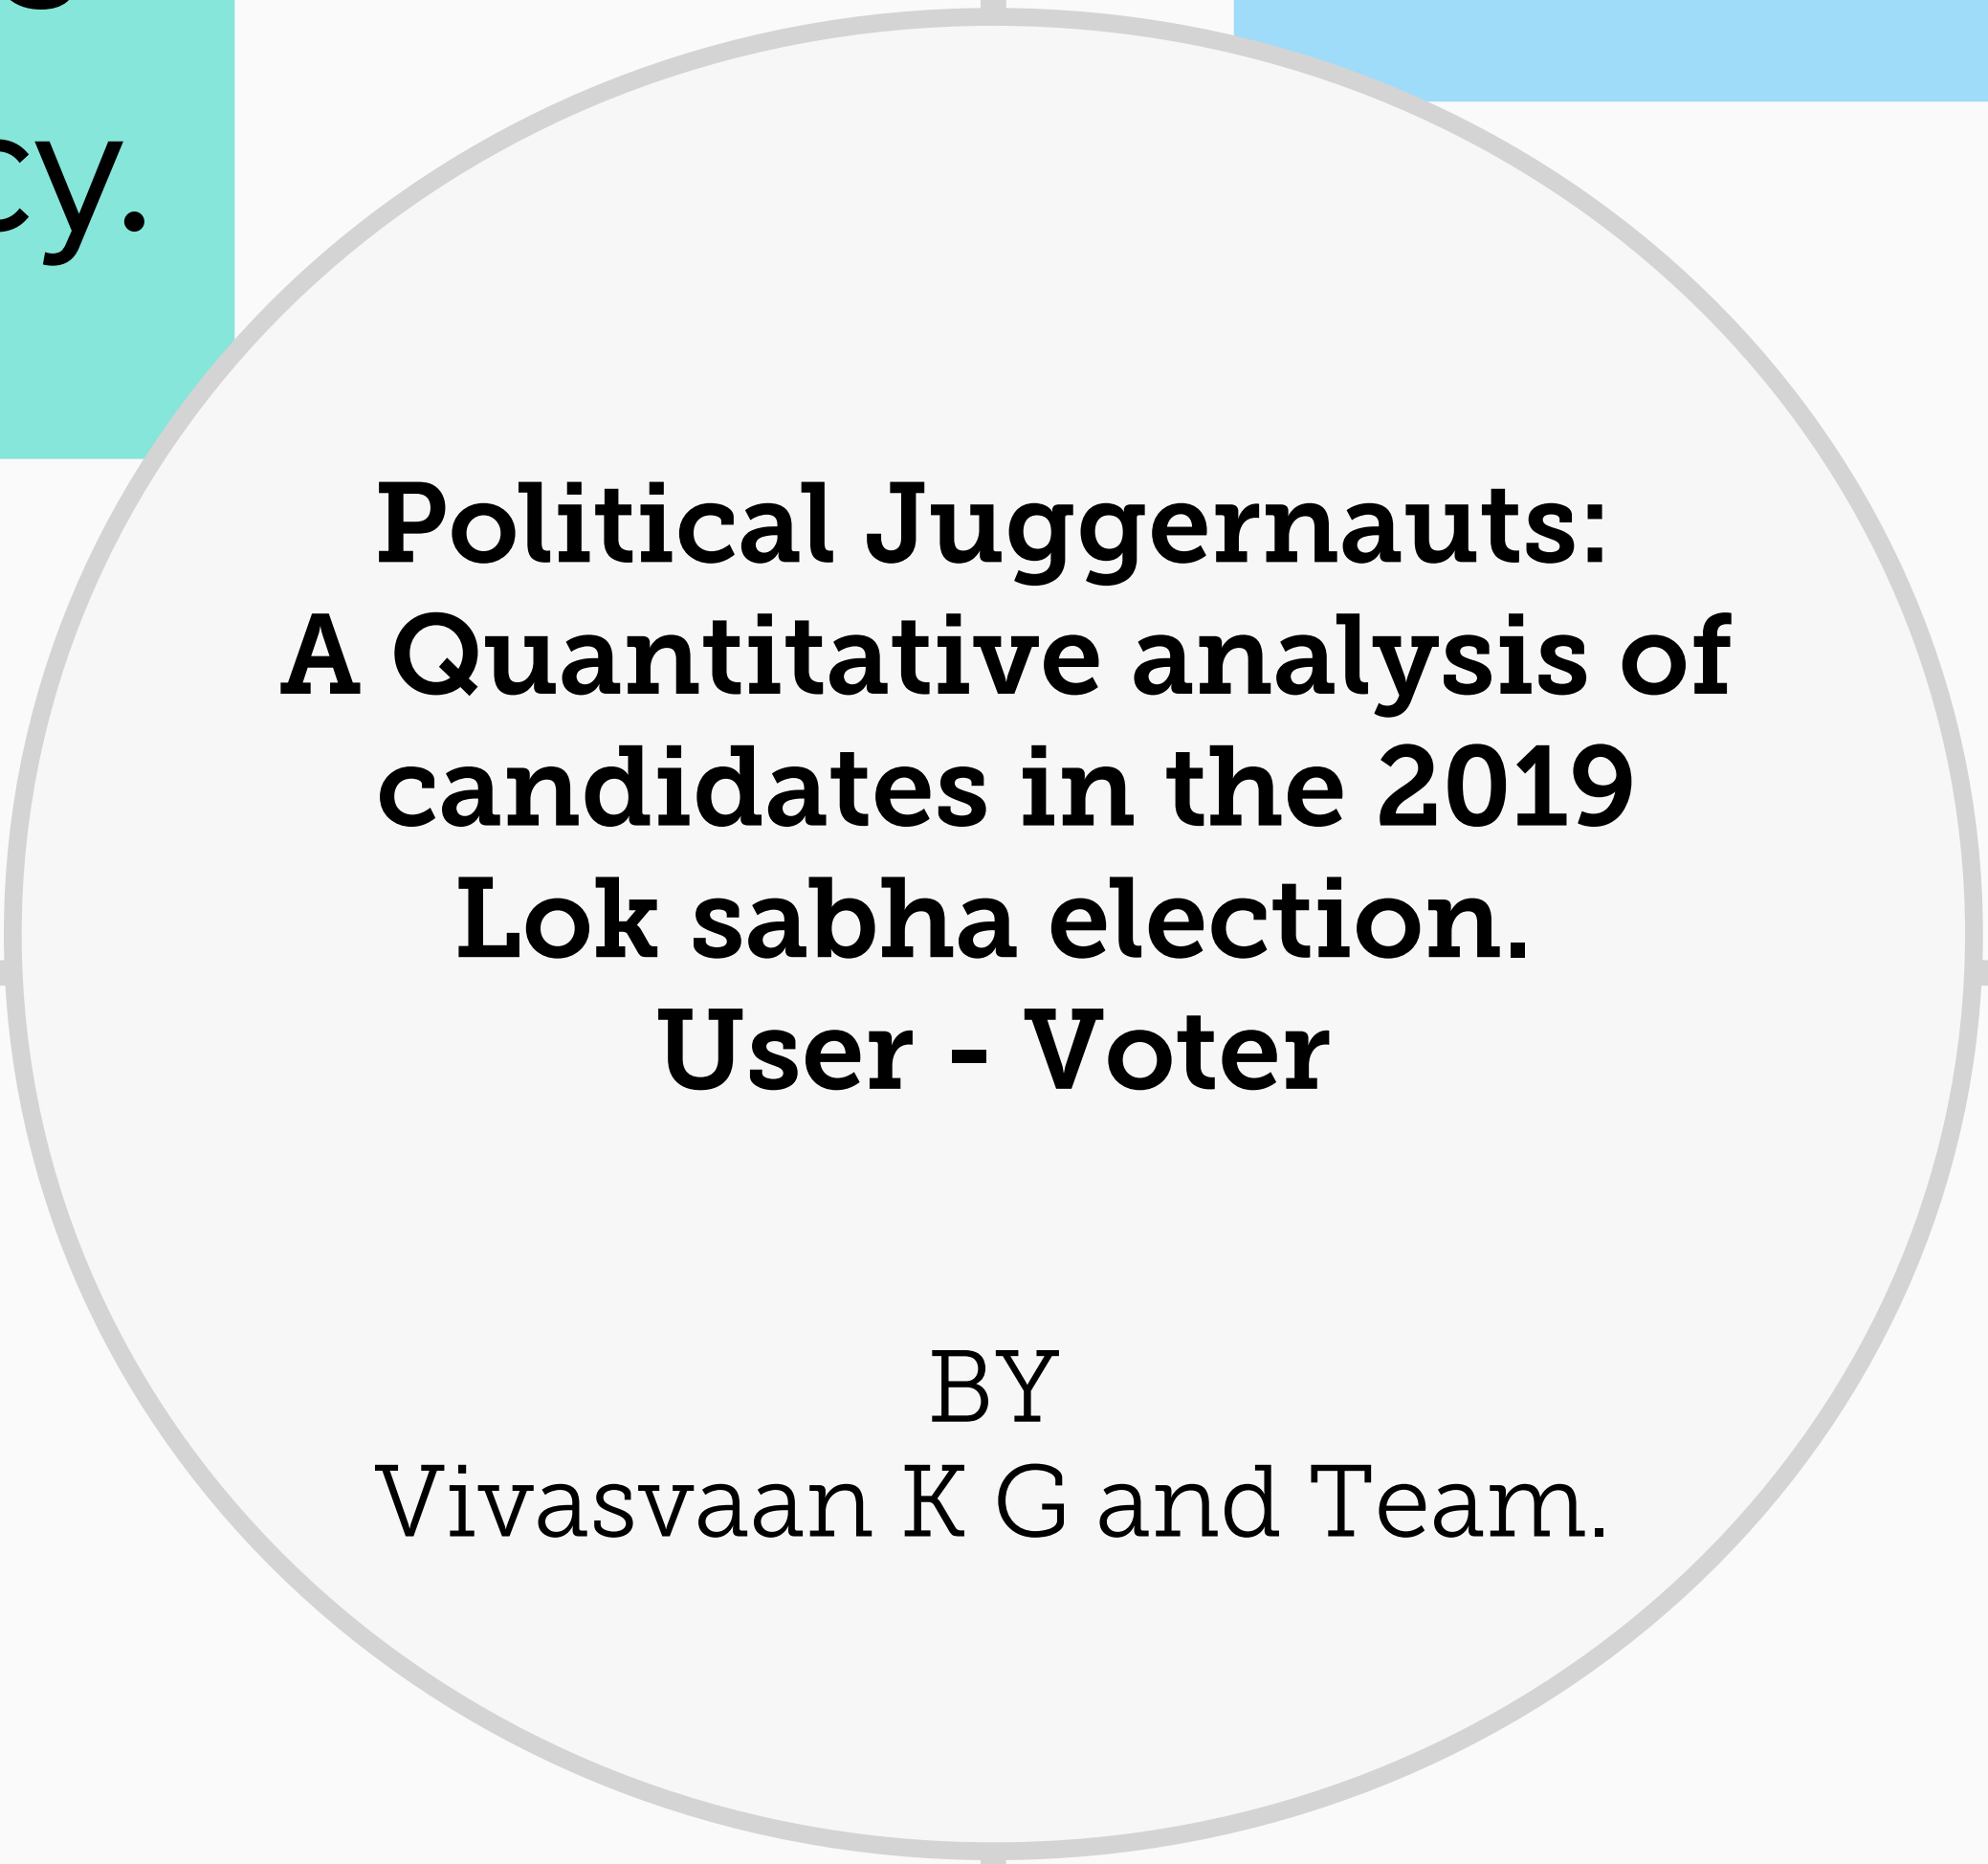 cy.
Political Juggernauts:
A Quantitative analysis of
candidates in the 2019
Lok sabha election.
User - Voter
BY
Vivasvaan K G and Team.